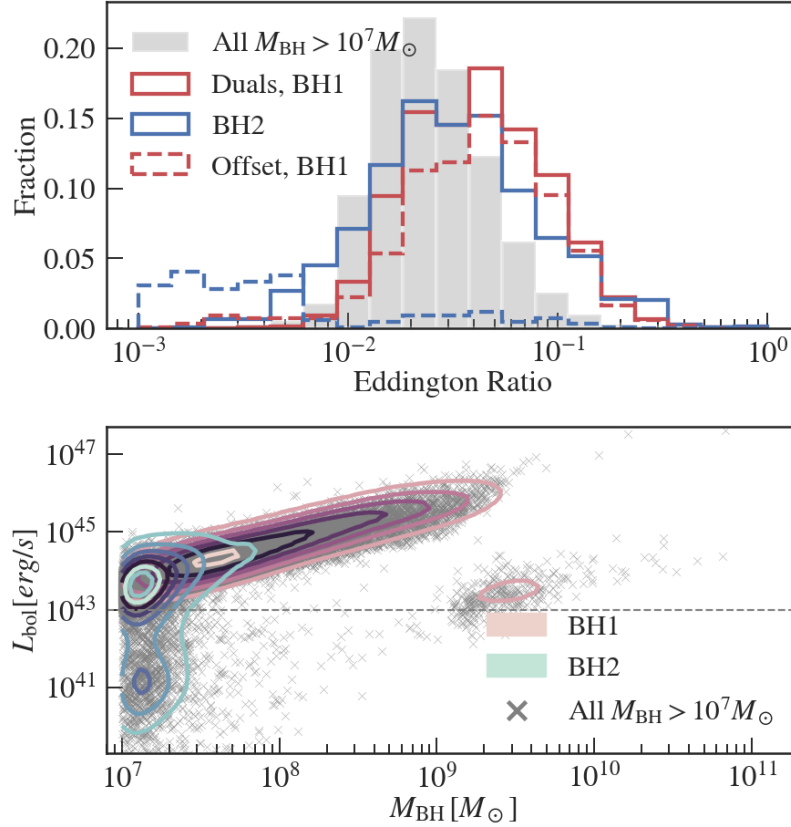 0.20
0.15
0.10
0.05
0.00
Fraction
All $M_{\rm BH} > 10^7 M_\odot$
Duals, BH1
BH2
Offset, BH1
$10^{-3}$ $10^{-2}$ $10^{-1}$ $10^{0}$
Eddington Ratio
$10^{47}$
$10^{45}$
$10^{43}$
$10^{41}$
$L_{\rm bol}[erg/s]$
BH1
BH2
All $M_{\rm BH} > 10^7 M_\odot$
$10^{7}$ $10^{8}$ $10^{9}$ $10^{10}$ $10^{11}$
$M_{\rm BH}\,[M_\odot]$